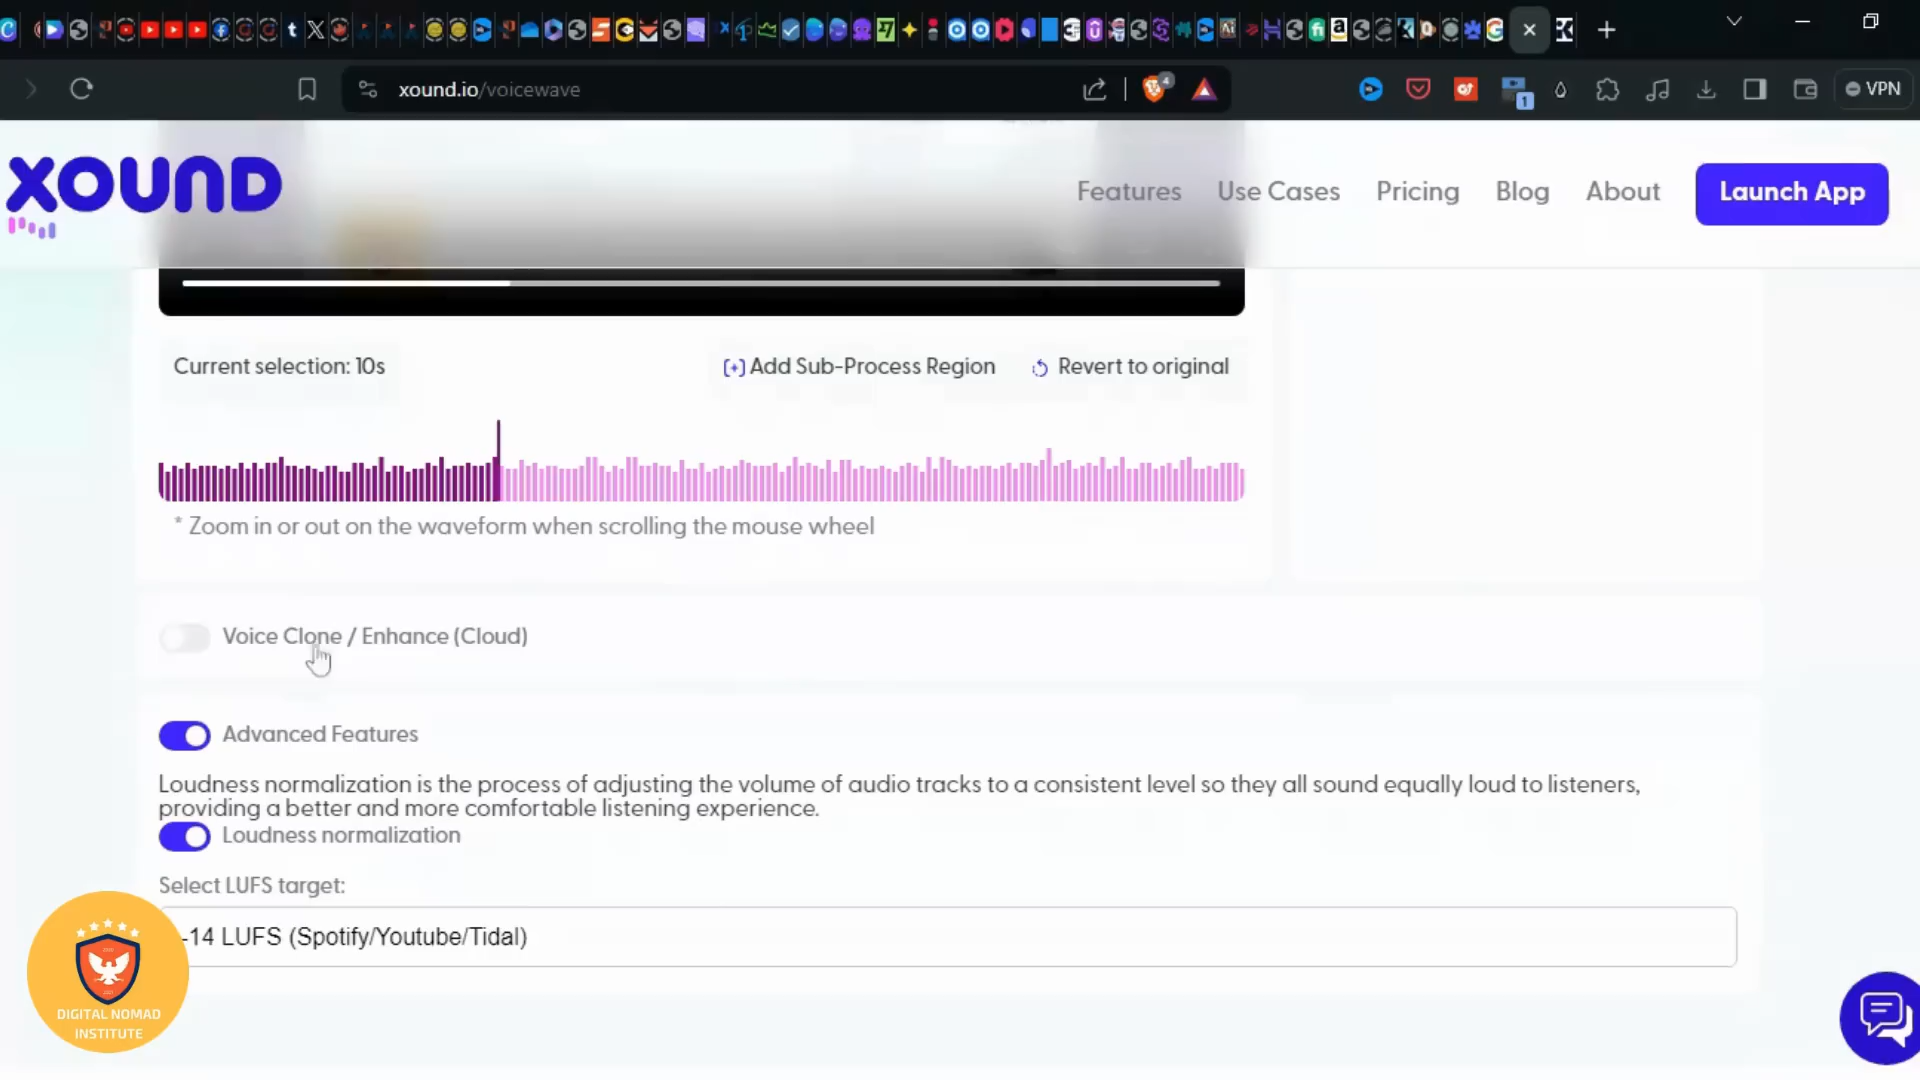 xound.io/voicewave
4
1
VPN
XOUND
Features
Use Cases
Pricing
Blog
About
Launch App
Current selection: 10s
[+] Add Sub-Process Region
Revert to original
* Zoom in or out on the waveform when scrolling the mouse wheel
Voice Clone / Enhance (Cloud)
Advanced Features
Loudness normalization is the process of adjusting the volume of audio tracks to a consistent level so they all sound equally loud to listeners,
providing a better and more comfortable listening experience.
Loudness normalization
Select LUFS target:
-14 LUFS (Spotify/Youtube/Tidal)
DIGITAL NOMAD
INSTITUTE